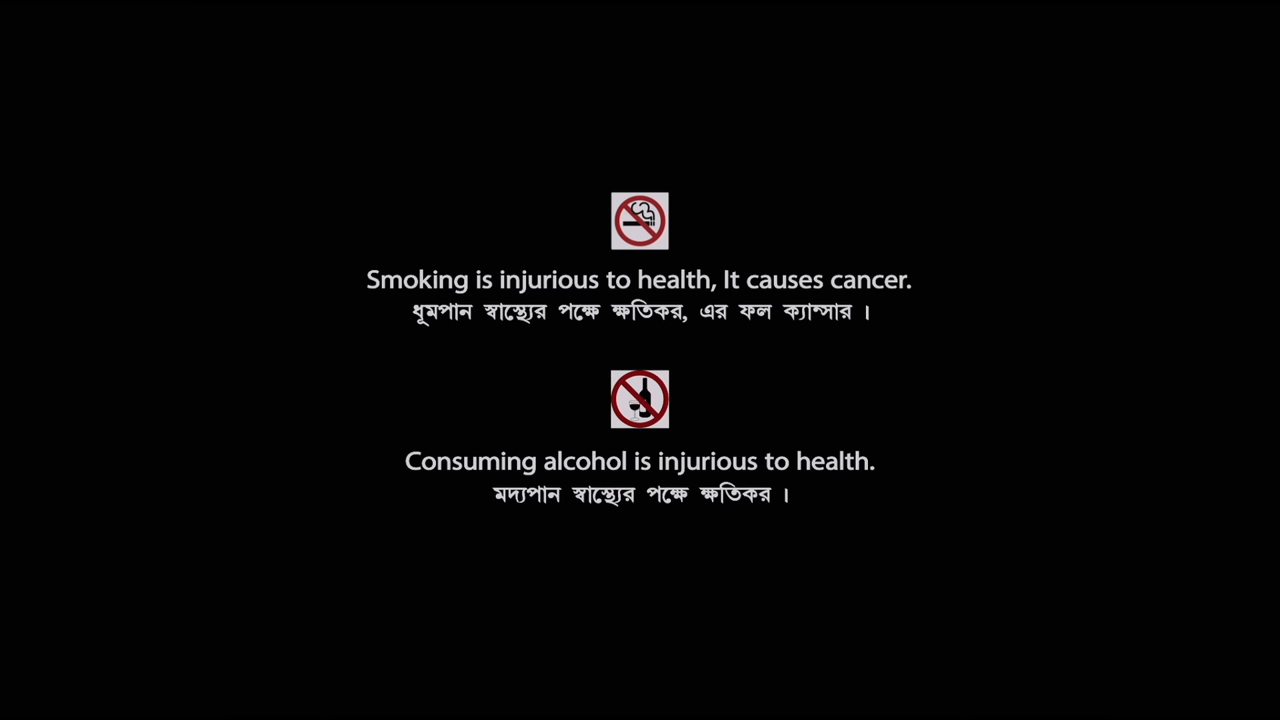 Smoking is injurious to health, It causes cancer.
ধূমপান স্বাস্থ্যের পক্ষে ক্ষতিকর, এর ফল ক্যান্সার ।
Consuming alcohol is injurious to health.
মদ্যপান স্বাস্থ্যের পক্ষে ক্ষতিকর ।